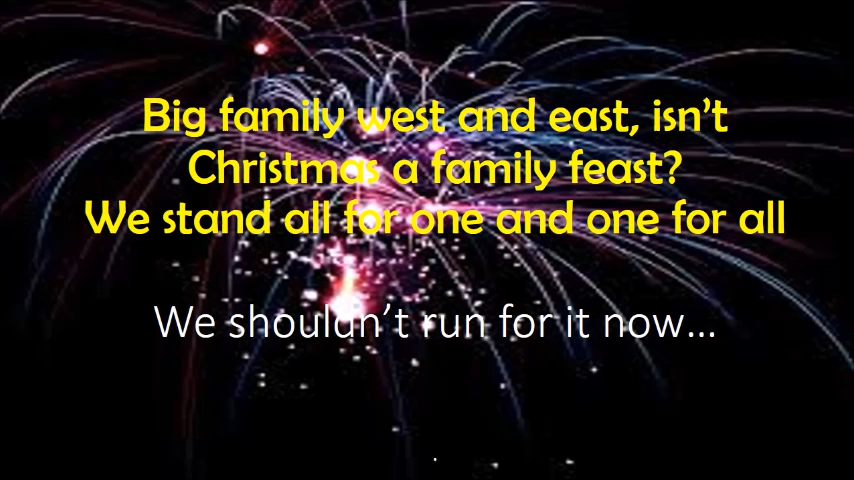 Big family west and east, isn’t
Christmas a family feast?
We stand all for one and one for all
We shouldn’t run for it now…
.